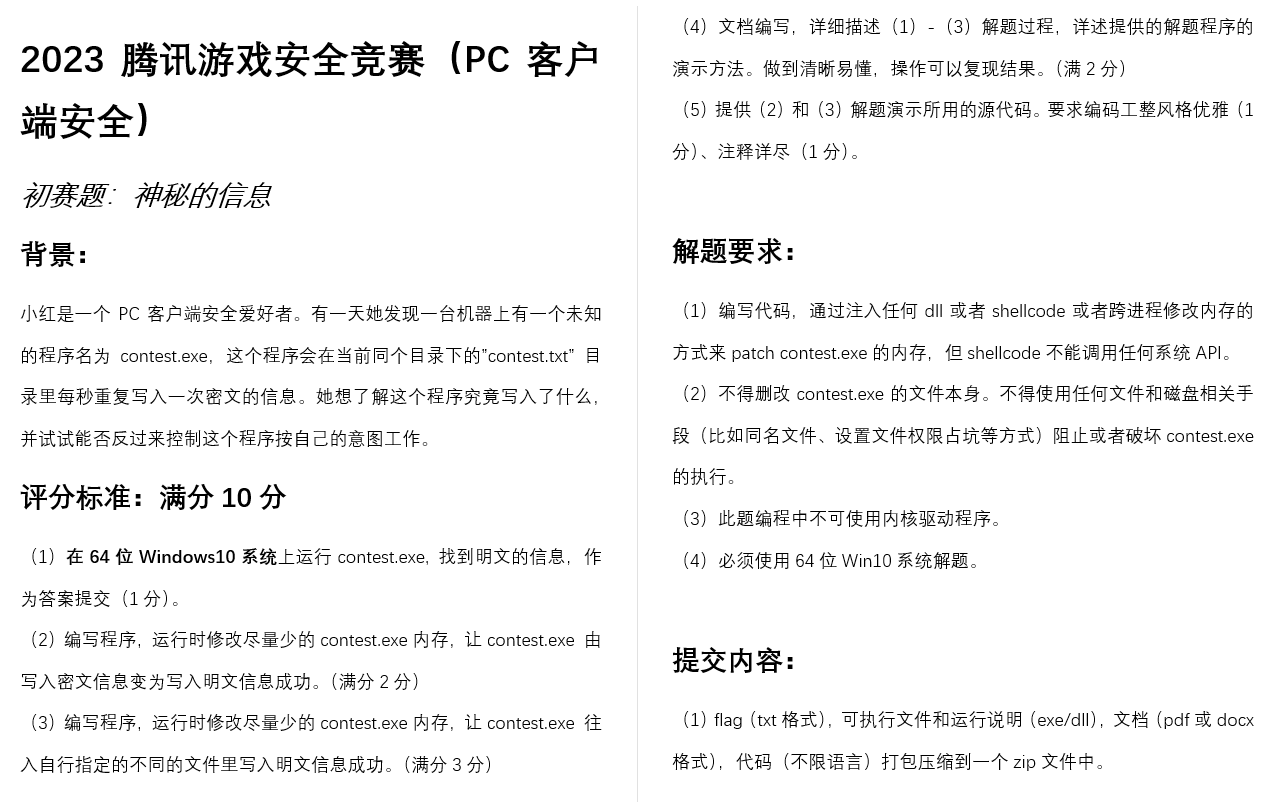 2023 腾讯游戏安全竞赛（PC 客户
端安全）
初赛题：神秘的信息
背景：
小红是一个 PC 客户端安全爱好者。有一天她发现一台机器上有一个未知
的程序名为 contest.exe，这个程序会在当前同个目录下的”contest.txt” 目
录里每秒重复写入一次密文的信息。她想了解这个程序究竟写入了什么，
并试试能否反过来控制这个程序按自己的意图工作。
评分标准：满分 10 分
（1）在 64 位 Windows10 系统上运行 contest.exe, 找到明文的信息，作
为答案提交（1 分）。
（2）编写程序，运行时修改尽量少的 contest.exe 内存，让 contest.exe 由
写入密文信息变为写入明文信息成功。（满分 2 分）
（3）编写程序，运行时修改尽量少的 contest.exe 内存，让 contest.exe 往
入自行指定的不同的文件里写入明文信息成功。（满分 3 分）
（4）文档编写，详细描述（1）-（3）解题过程，详述提供的解题程序的
演示方法。做到清晰易懂，操作可以复现结果。（满 2 分）
（5）提供（2）和（3）解题演示所用的源代码。要求编码工整风格优雅（1
分）、注释详尽（1 分）。
解题要求：
（1）编写代码，通过注入任何 dll 或者 shellcode 或者跨进程修改内存的
方式来 patch contest.exe 的内存，但 shellcode 不能调用任何系统 API。
（2）不得删改 contest.exe 的文件本身。不得使用任何文件和磁盘相关手
段（比如同名文件、设置文件权限占坑等方式）阻止或者破坏 contest.exe
的执行。
（3）此题编程中不可使用内核驱动程序。
（4）必须使用 64 位 Win10 系统解题。
提交内容：
（1）flag（txt 格式），可执行文件和运行说明（exe/dll），文档（pdf 或 docx
格式），代码（不限语言）打包压缩到一个 zip 文件中。